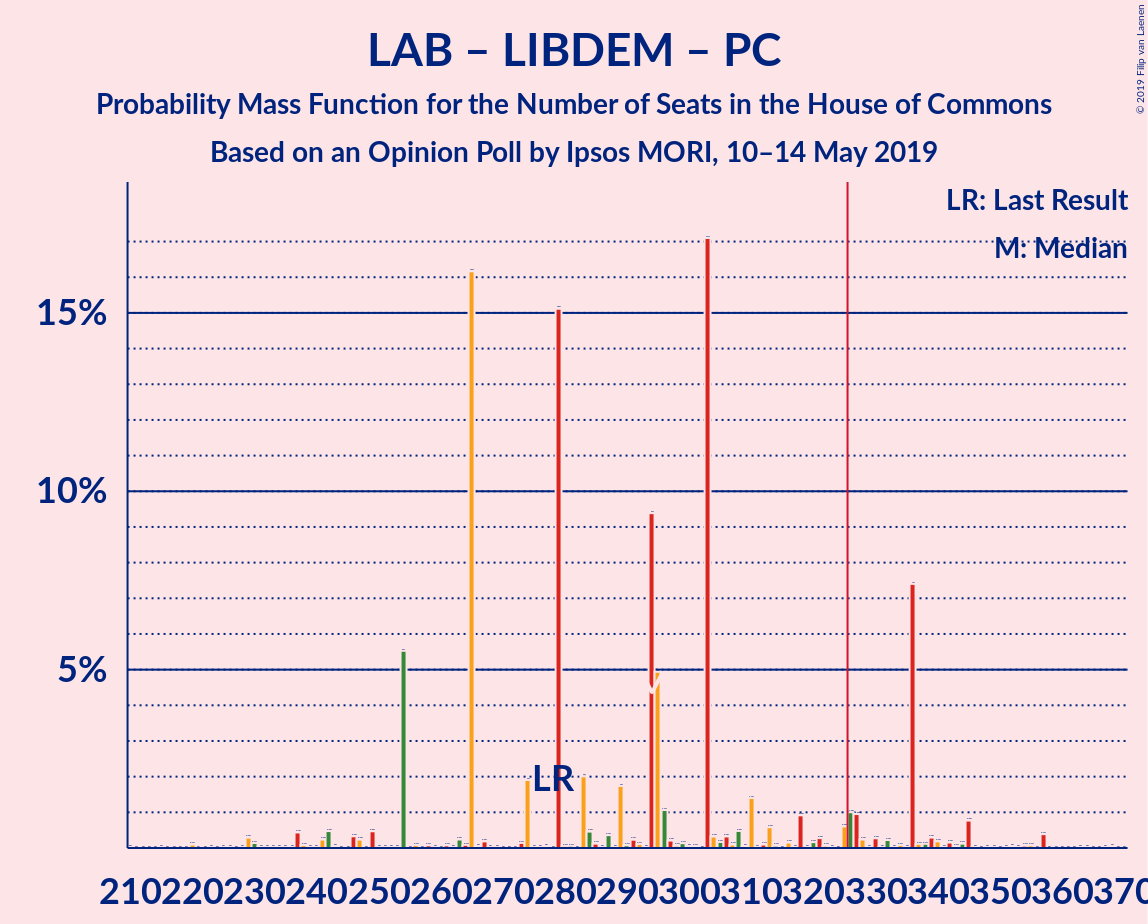 LAB – LIBDEM – PC
Probability Mass Function for the Number of Seats in the House of Commons
Based on an Opinion Poll by Ipsos MORI, 10–14 May 2019
© 2019 Filip van Laenen
LR: Last Result
M: Median
15%
10%
5%
LR
210 220 230 240 250 260 270 280 290 300 310 320 330 340 350 360 370